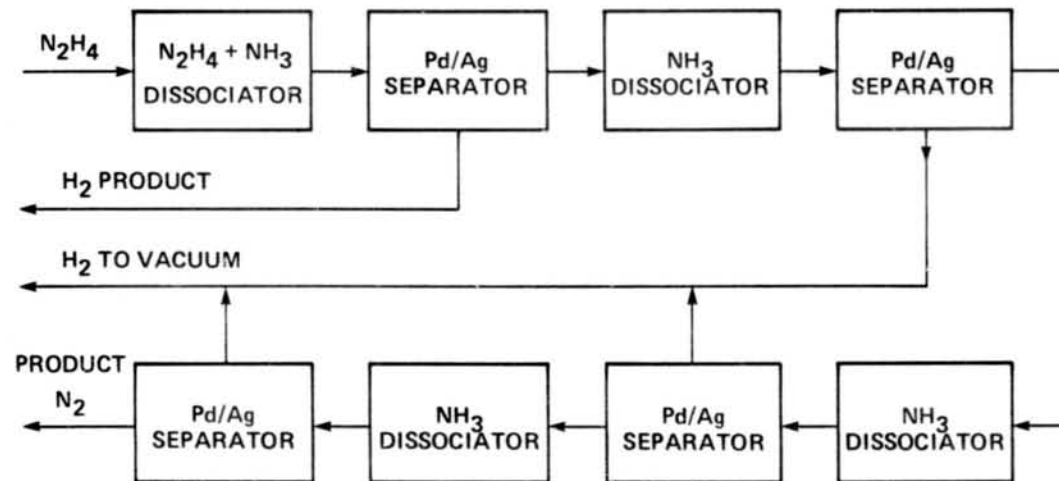 N₂H₄
N₂H₄ + NH₃
DISSOCIATOR
Pd/Ag
SEPARATOR
NH₃
DISSOCIATOR
Pd/Ag
SEPARATOR
H₂ PRODUCT
H₂ TO VACUUM
PRODUCT
N₂
Pd/Ag
SEPARATOR
NH₃
DISSOCIATOR
Pd/Ag
SEPARATOR
NH₃
DISSOCIATOR